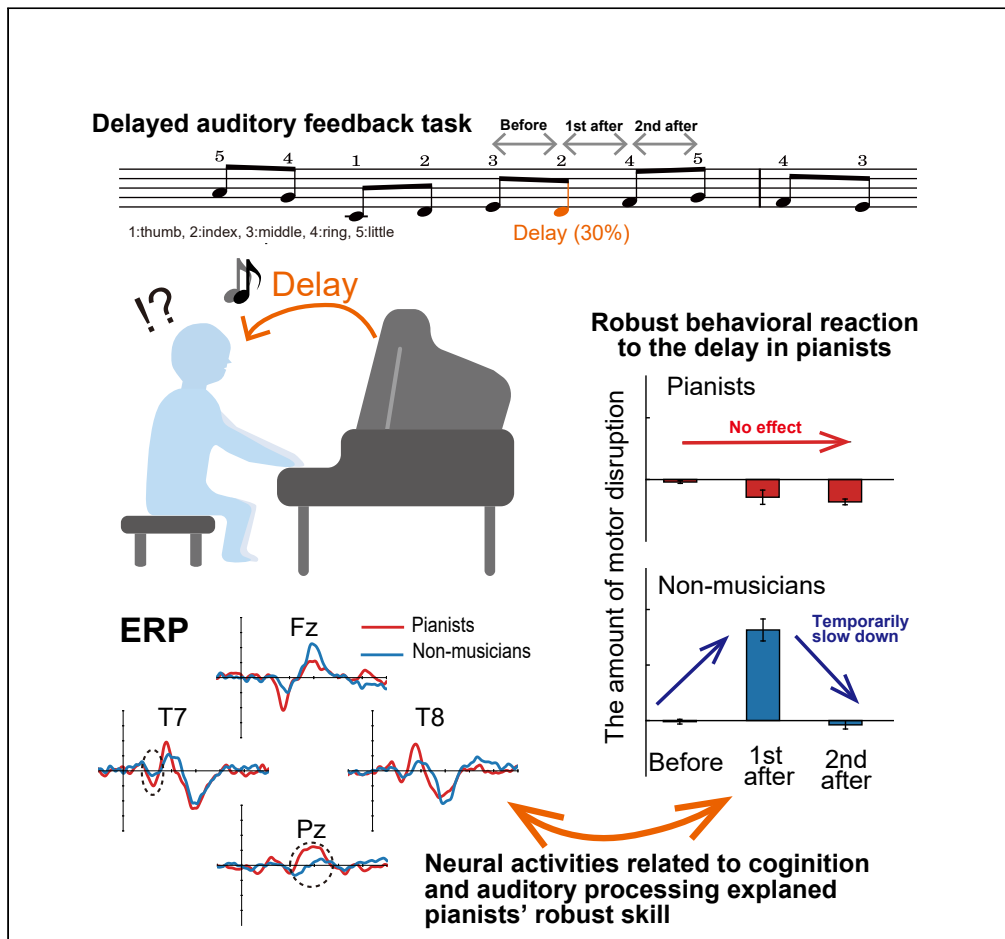 Delayed auditory feedback task
Before 1st after 2nd after
5 4 1 2 3 2 4 5 4 3
1:thumb, 2:index, 3:middle, 4:ring, 5:little
Delay (30%)
!?
Delay
Robust behavioral reaction
to the delay in pianists
The amount of motor disruption
Pianists
No effect
Non-musicians
Temporarily
slow down
Before
1st
after
2nd
after
ERP
Fz
Pianists
Non-musicians
T7
T8
Pz
Neural activities related to coginition
and auditory processing explaned
pianists' robust skill